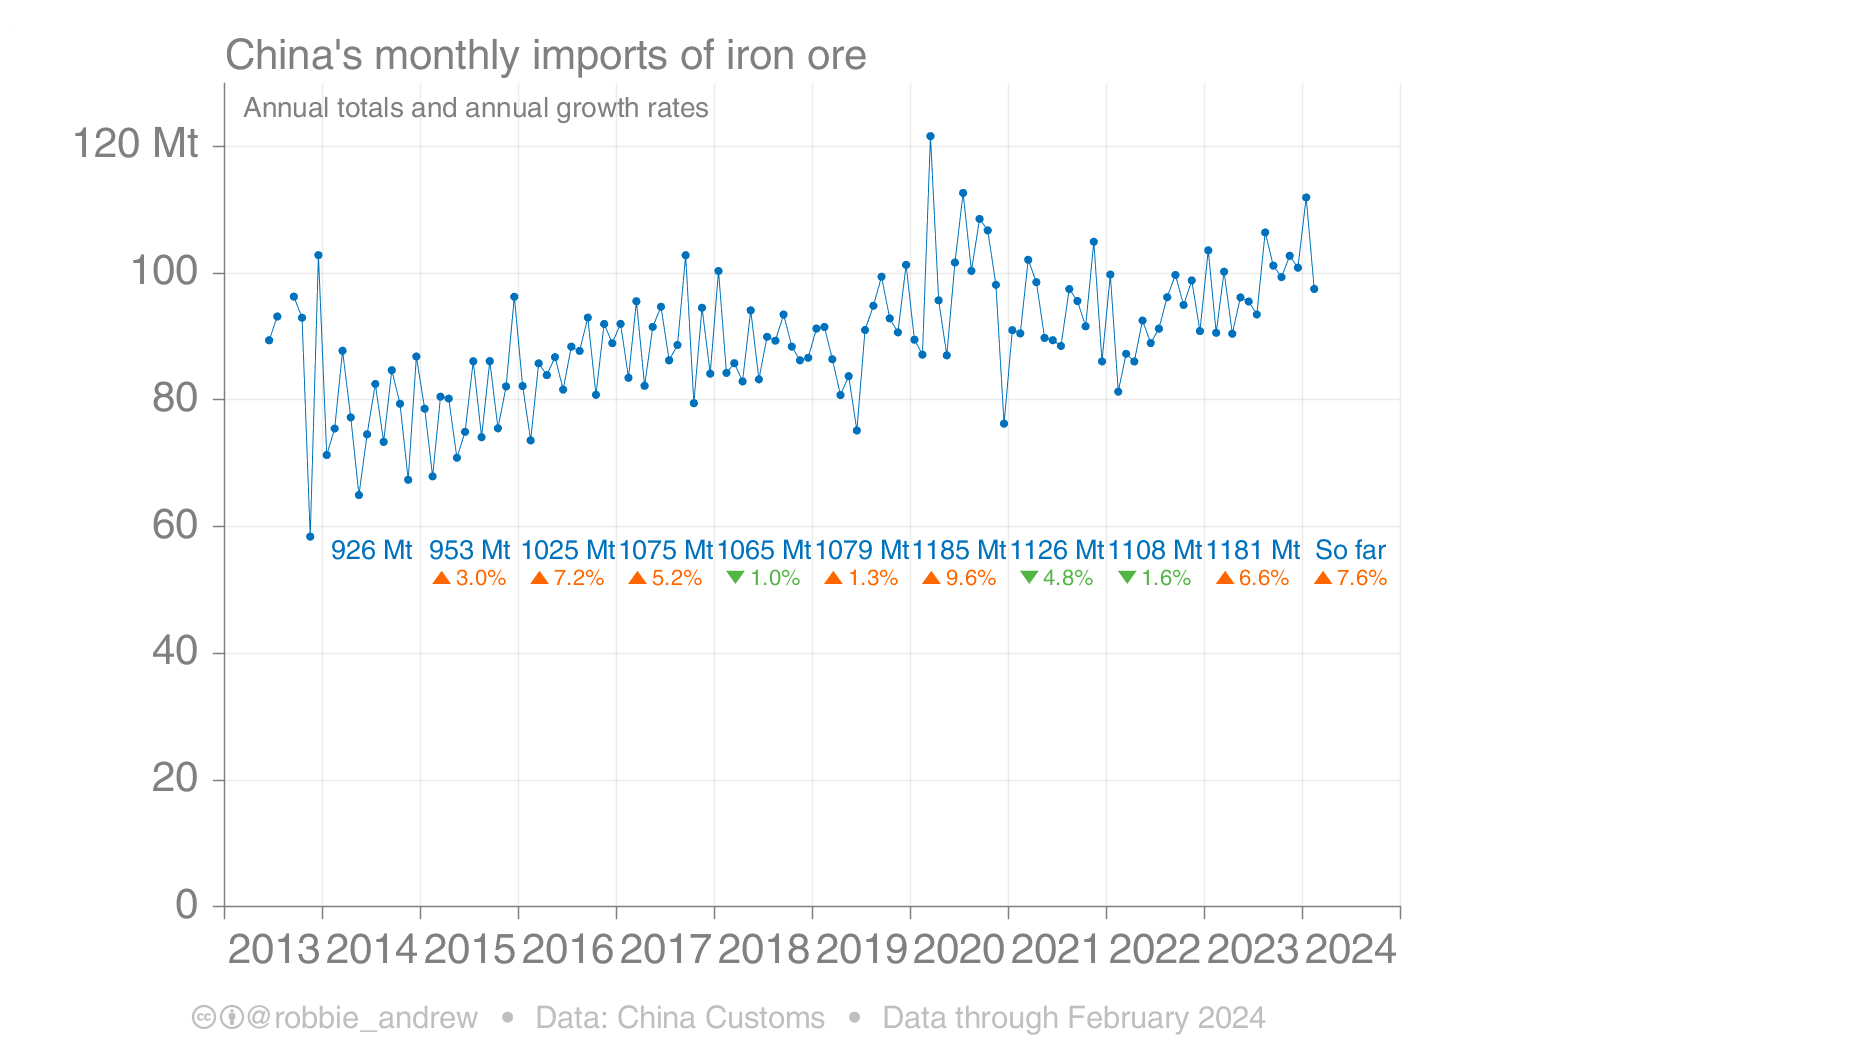 China's monthly imports of iron ore
Annual totals and annual growth rates
120 Mt
100
80
60
926 Mt 953 Mt 1025 Mt 1075 Mt 1065 Mt 1079 Mt 1185 Mt 1126 Mt 1108 Mt 1181 Mt So far
▲ 3.0% ▲ 7.2% ▲ 5.2% ▼ 1.0% ▲ 1.3% ▲ 9.6% ▼ 4.8% ▼ 1.6% ▲ 6.6% ▲ 7.6%
40
20
0
2013 2014 2015 2016 2017 2018 2019 2020 2021 2022 2023 2024
cc @robbie_andrew • Data: China Customs • Data through February 2024